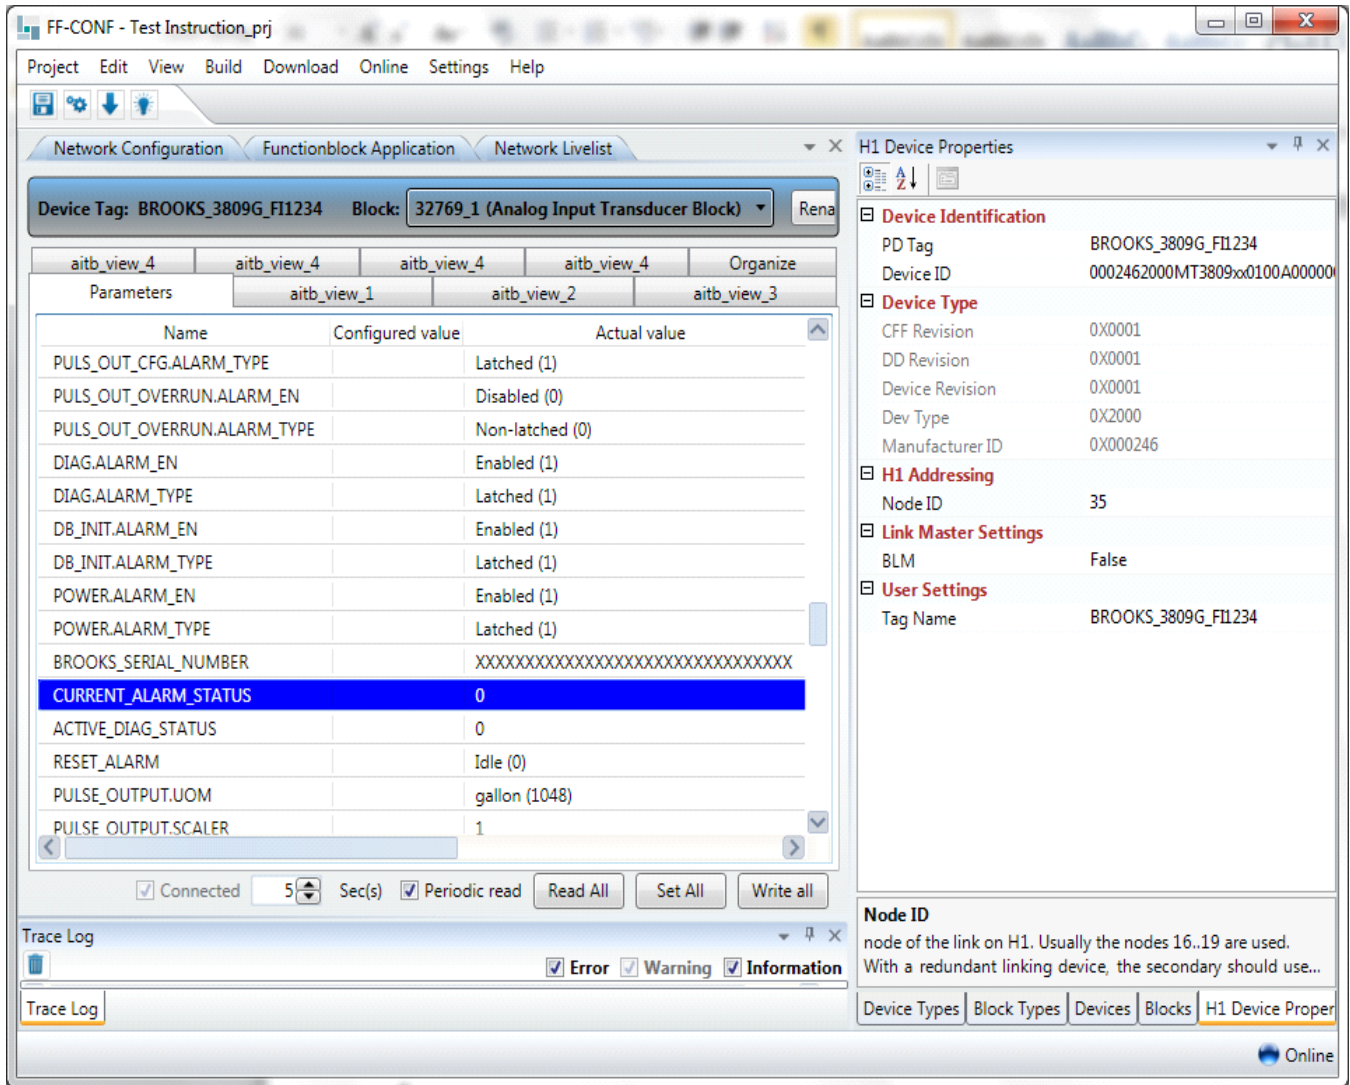 FF-CONF - Test Instruction_prj
Project Edit View Build Download Online Settings Help
Network Configuration Functionblock Application Network Livelist
Device Tag: BROOKS_3809G_FI1234 Block: 32769_1 (Analog Input Transducer Block) Rena
aitb_view_4 aitb_view_4 aitb_view_4 aitb_view_4 Organize
Parameters aitb_view_1 aitb_view_2 aitb_view_3
Name Configured value Actual value
PULS_OUT_CFG.ALARM_TYPE Latched (1)
PULS_OUT_OVERRUN.ALARM_EN Disabled (0)
PULS_OUT_OVERRUN.ALARM_TYPE Non-latched (0)
DIAG.ALARM_EN Enabled (1)
DIAG.ALARM_TYPE Latched (1)
DB_INIT.ALARM_EN Enabled (1)
DB_INIT.ALARM_TYPE Latched (1)
POWER.ALARM_EN Enabled (1)
POWER.ALARM_TYPE Latched (1)
BROOKS_SERIAL_NUMBER XXXXXXXXXXXXXXXXXXXXXXXXXXXXXXXX
CURRENT_ALARM_STATUS 0
ACTIVE_DIAG_STATUS 0
RESET_ALARM Idle (0)
PULSE_OUTPUT.UOM gallon (1048)
PULSE_OUTPUT.SCALER 1
Connected 5 Sec(s) Periodic read Read All Set All Write all
Trace Log
Error Warning Information
Trace Log
H1 Device Properties
Device Identification
PD Tag BROOKS_3809G_FI1234
Device ID 0002462000MT3809xx0100A000000
Device Type
CFF Revision 0X0001
DD Revision 0X0001
Device Revision 0X0001
Dev Type 0X2000
Manufacturer ID 0X000246
H1 Addressing
Node ID 35
Link Master Settings
BLM False
User Settings
Tag Name BROOKS_3809G_FI1234
Node ID
node of the link on H1. Usually the nodes 16..19 are used.
With a redundant linking device, the secondary should use...
Device Types Block Types Devices Blocks H1 Device Proper
Online